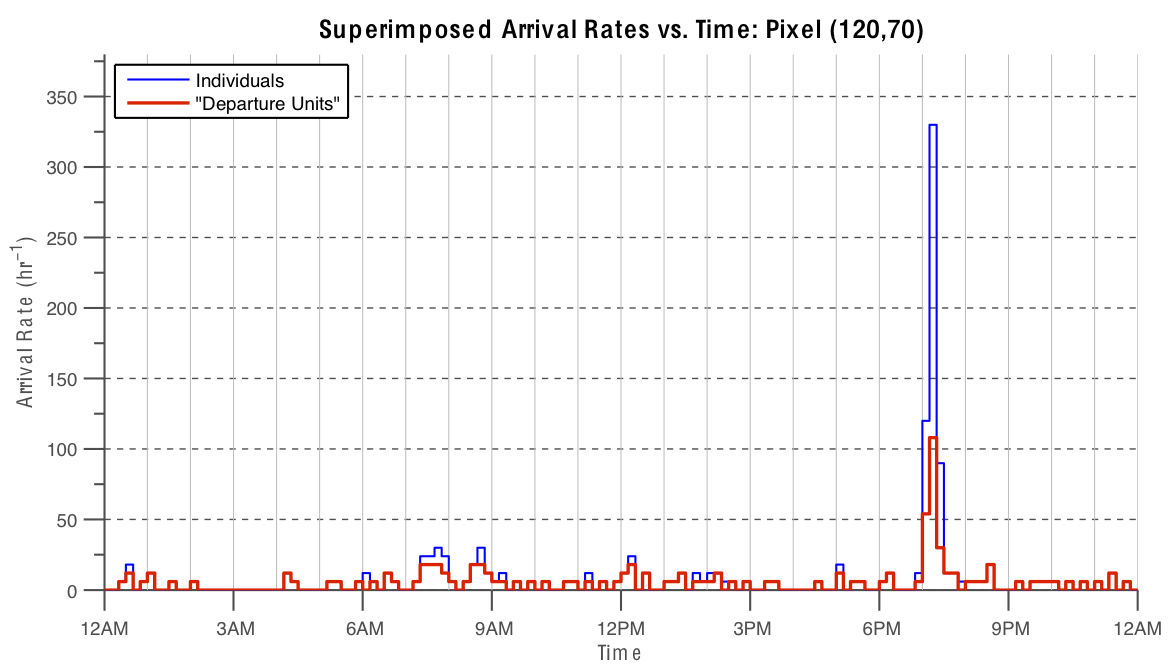 Superimposed Arrival Rates vs. Time: Pixel (120,70)
Individuals
"Departure Units"
Arrival Rate (hr⁻¹)
350
300
250
200
150
100
50
0
12AM 3AM 6AM 9AM 12PM 3PM 6PM 9PM 12AM
Time